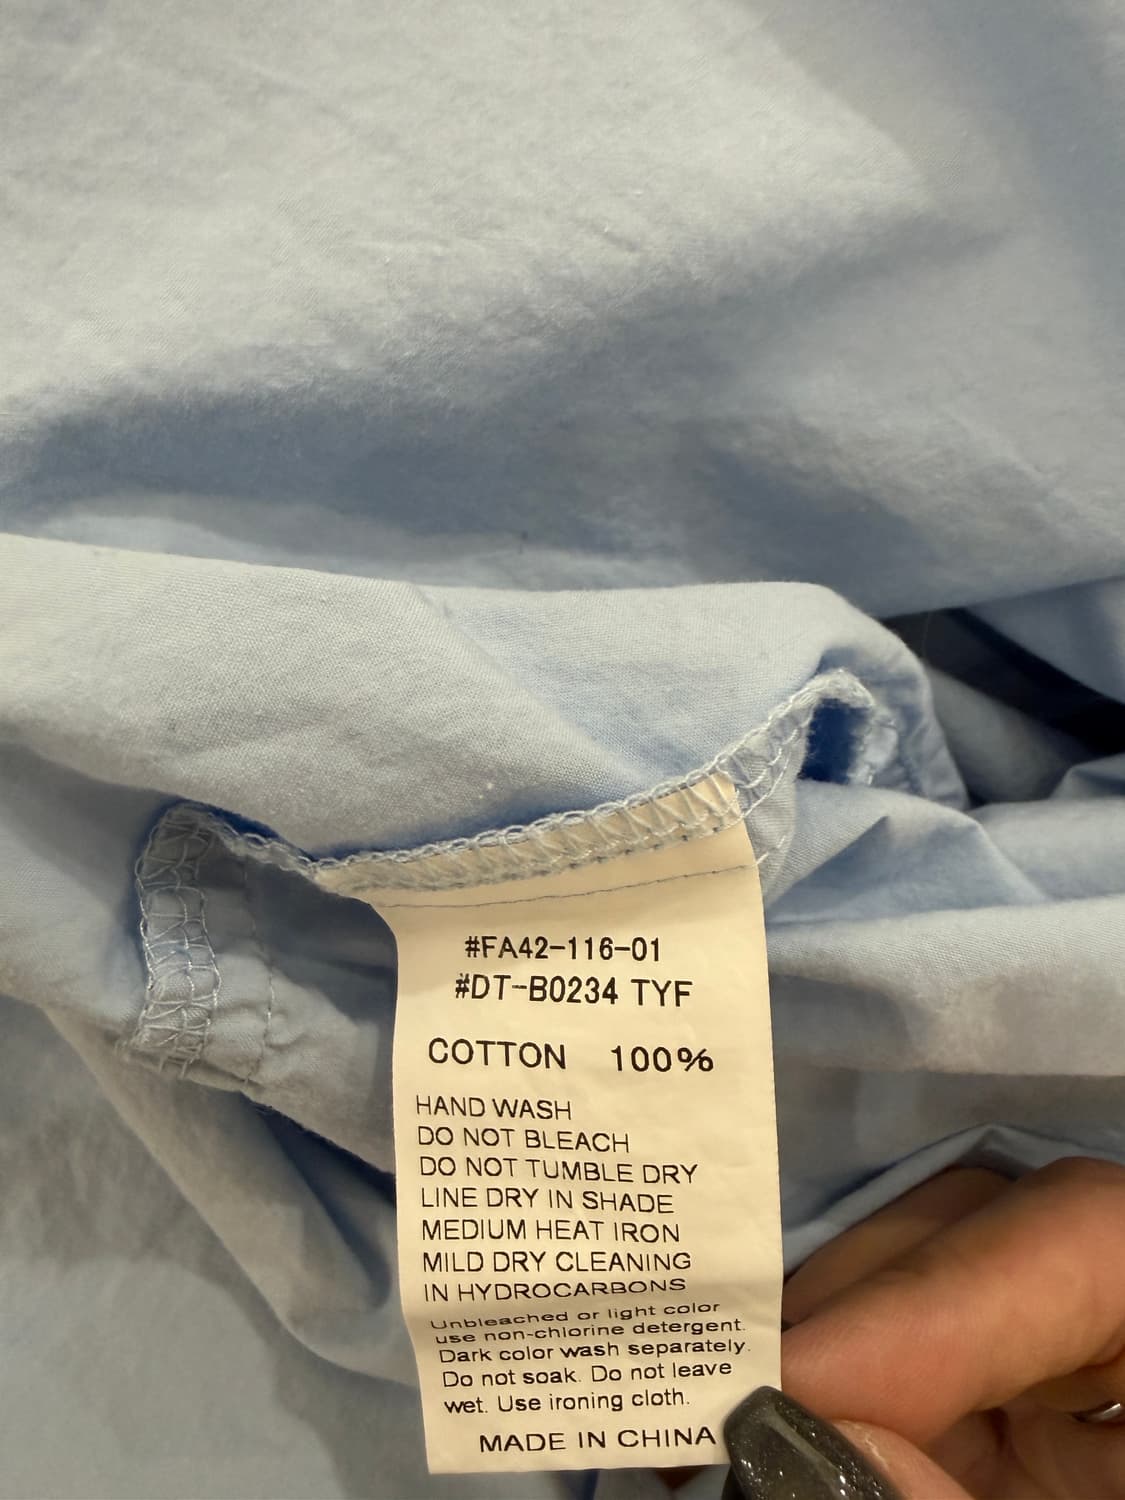 #FA42-116-01
#DT-B0234 TYF
COTTON 100%
HAND WASH
DO NOT BLEACH
DO NOT TUMBLE DRY
LINE DRY IN SHADE
MEDIUM HEAT IRON
MILD DRY CLEANING
IN HYDROCARBONS
Unbleached or light color
use non-chlorine detergent.
Dark color wash separately.
Do not soak. Do not leave
wet. Use ironing cloth.
MADE IN CHINA